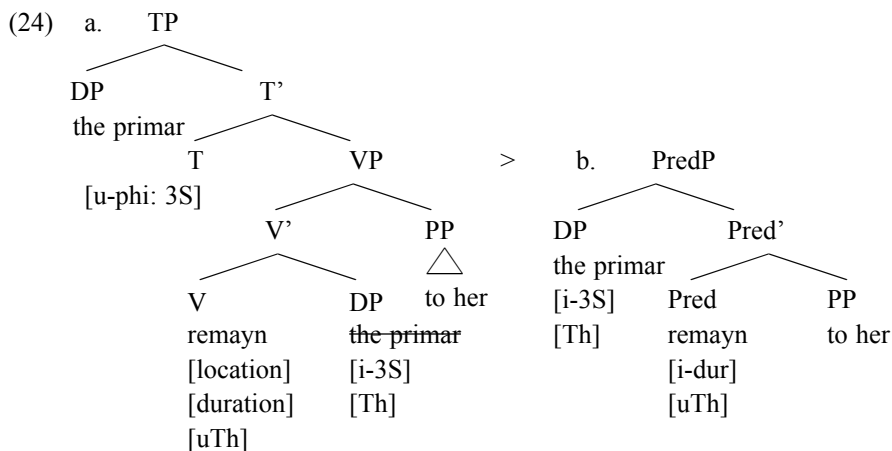 (24) a. TP
DP T'
the primar
T VP > b. PredP
[u-phi: 3S]
V' PP DP Pred'
the primar
to her
V DP [i-3S] Pred PP
remayn the primar [Th] remayn to her
[location] [i-3S] [i-dur]
[duration] [Th] [uTh]
[uTh]